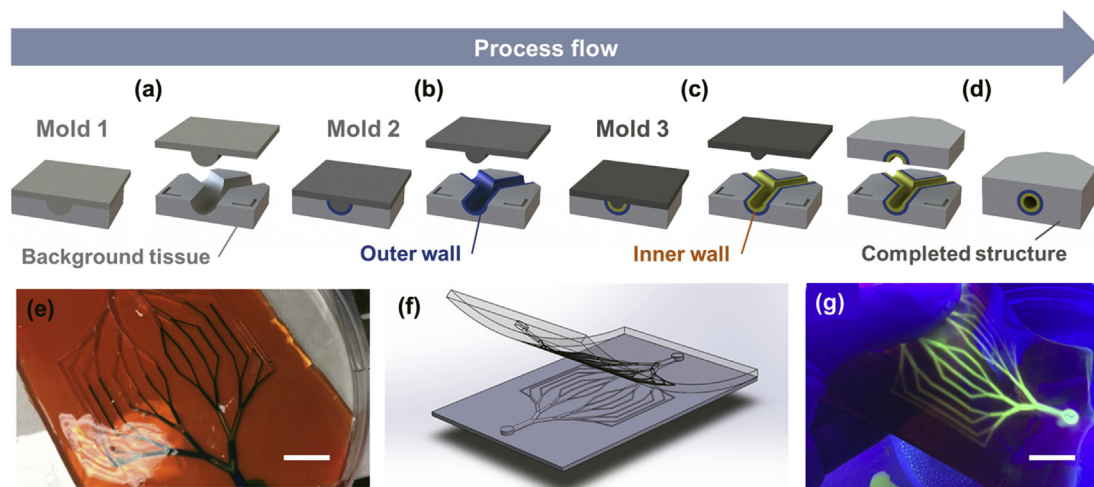 Process flow
(a)
(b)
(c)
(d)
Mold 1
Mold 2
Mold 3
Background tissue
Outer wall
Inner wall
Completed structure
(e)
(f)
(g)